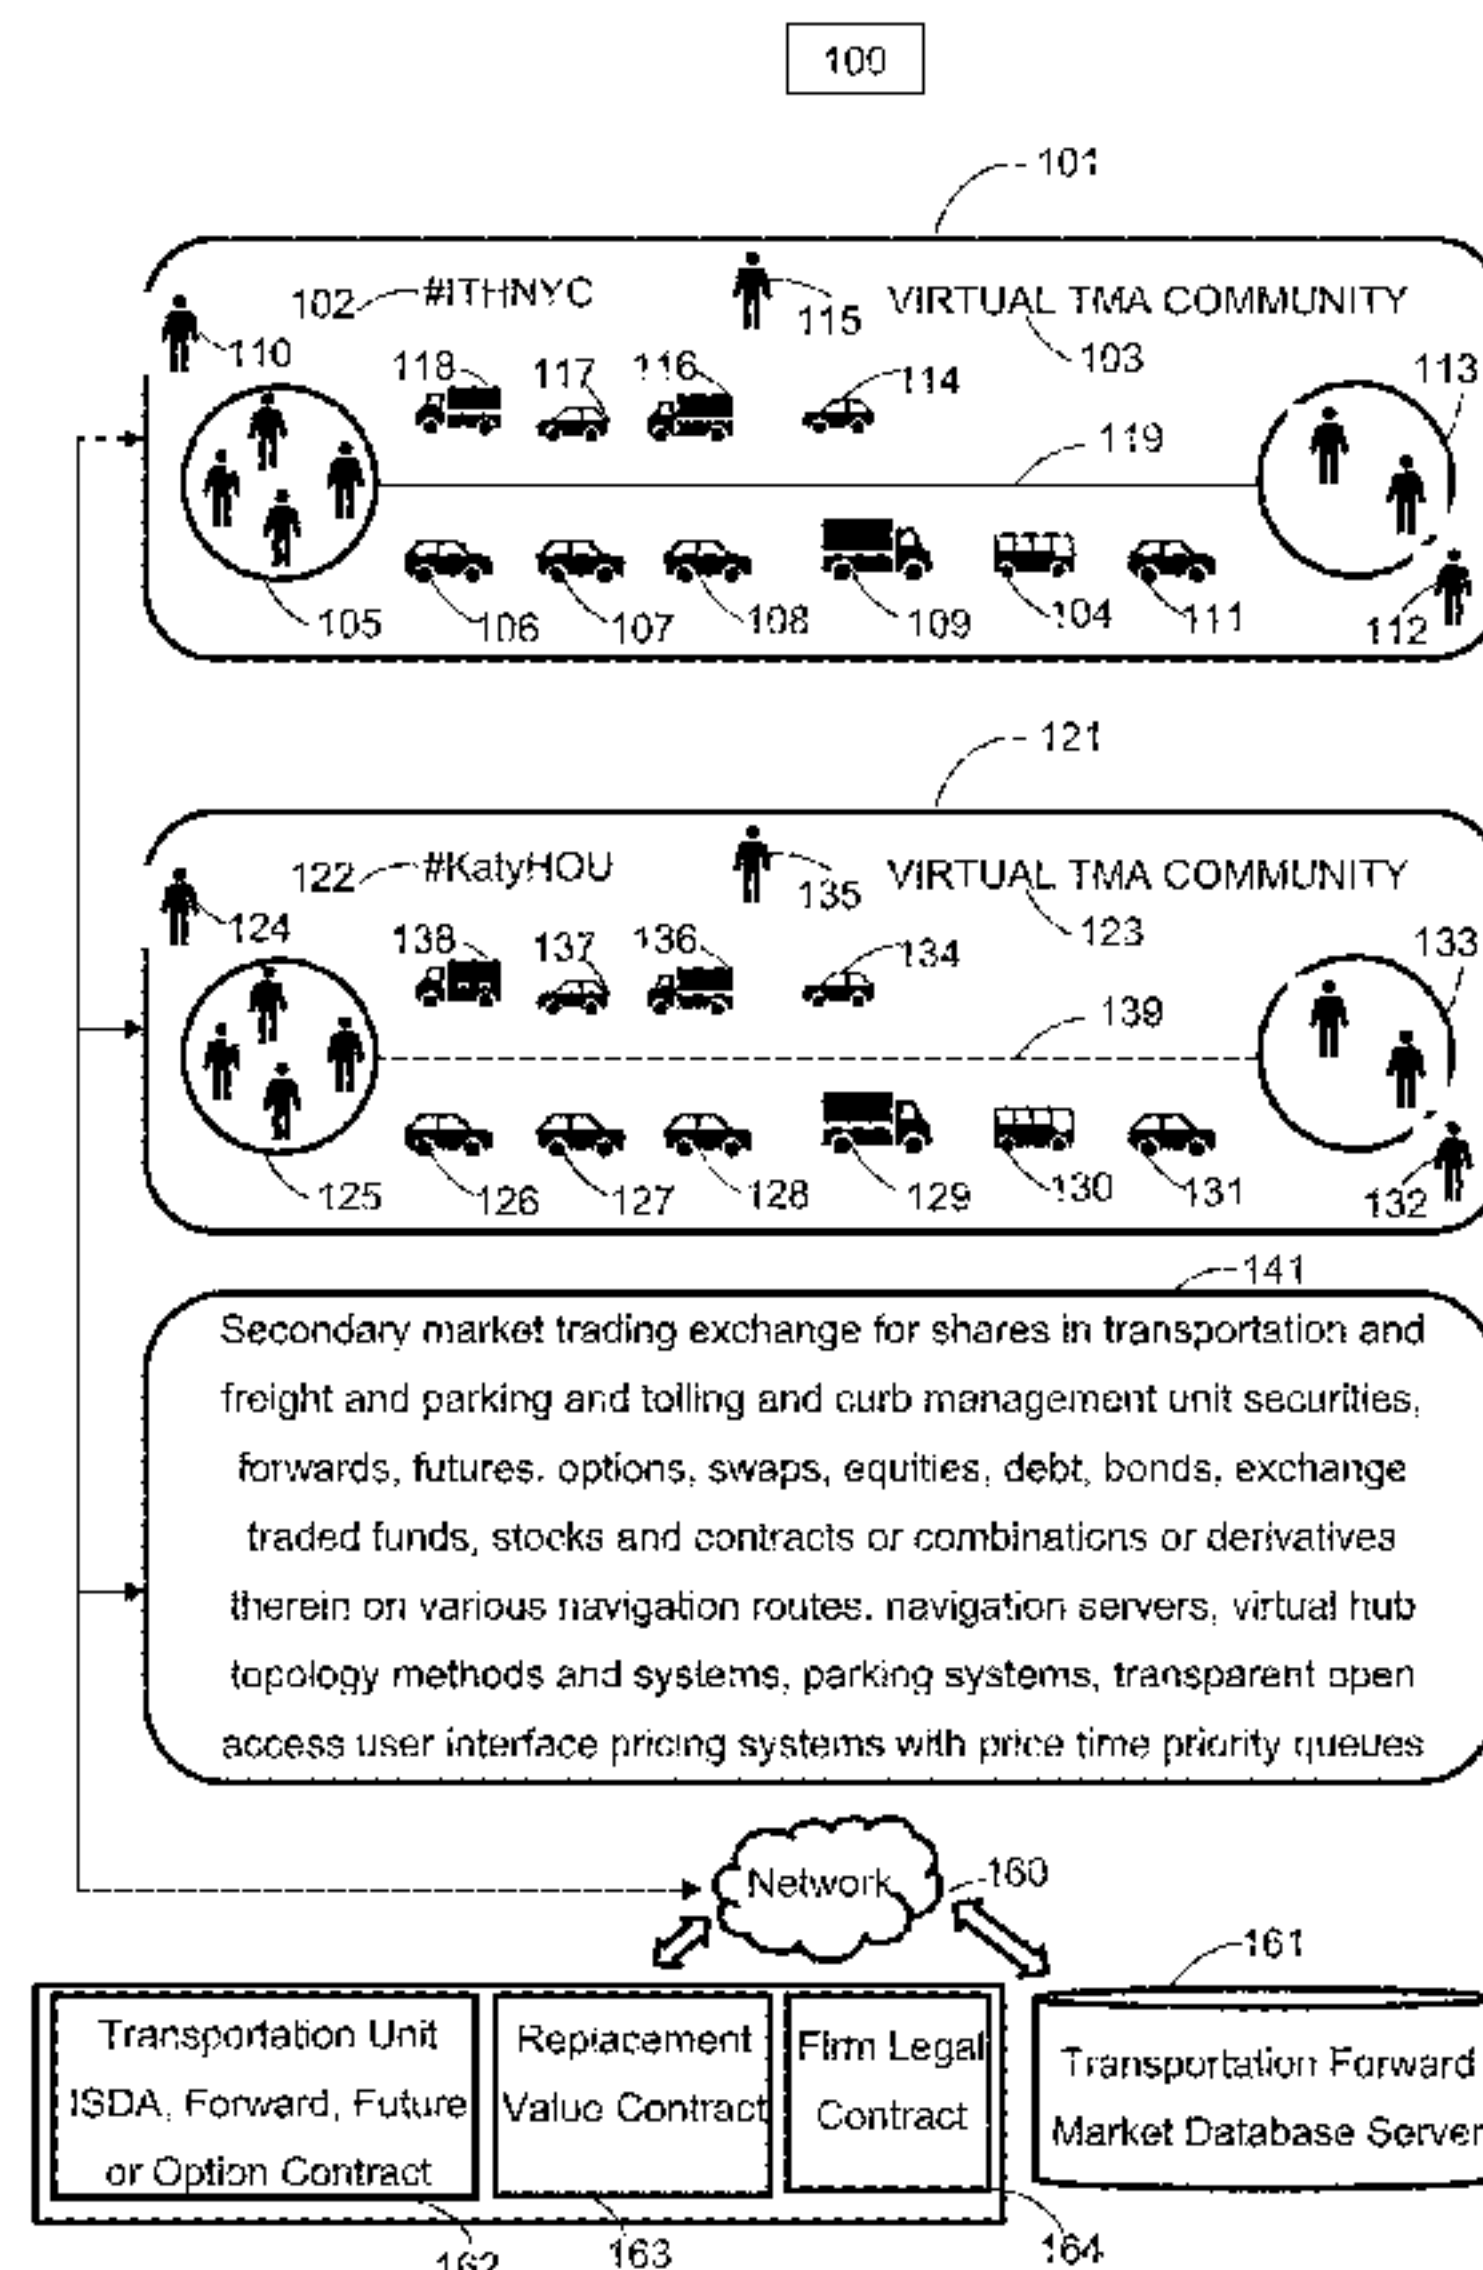 100
101
102 #ITHNYC 115 VIRTUAL TMA COMMUNITY
110 103
118 117 116 114 113
119
105 106 107 108 109 104 111 112
121
122 #KatyHOU 135 VIRTUAL TMA COMMUNITY
124 123
138 137 136 134 133
139
125 126 127 128 129 130 131 132
141
Secondary market trading exchange for shares in transportation and
freight and parking and tolling and curb management unit securities,
forwards, futures, options, swaps, equities, debt, bonds, exchange
traded funds, stocks and contracts or combinations or derivatives
therein on various navigation routes, navigation servers, virtual hub
topology methods and systems, parking systems, transparent open
access user interface pricing systems with price time priority queues
Network 160
161
Transportation Unit
ISDA, Forward, Future
or Option Contract
Replacement
Value Contract
Firm Legal
Contract
Transportation Forward
Market Database Server
162 163 164